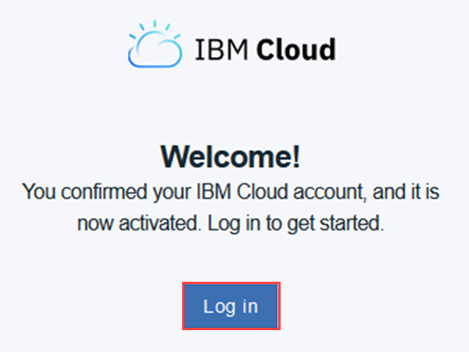 IBM Cloud
Welcome!
You confirmed your IBM Cloud account, and it is
now activated. Log in to get started.
Log in